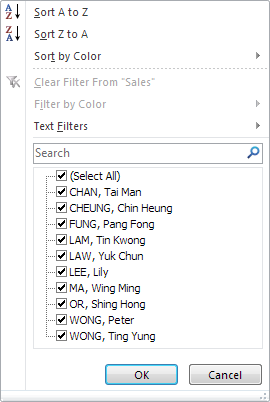 Sort A to Z
Sort Z to A
Sort by Color
Clear Filter From "Sales"
Filter by Color
Text Filters
Search
(Select All)
CHAN, Tai Man
CHEUNG, Chin Heung
FUNG, Pang Fong
LAM, Tin Kwong
LAW, Yuk Chun
LEE, Lily
MA, Wing Ming
OR, Shing Hong
WONG, Peter
WONG, Ting Yung
OK Cancel